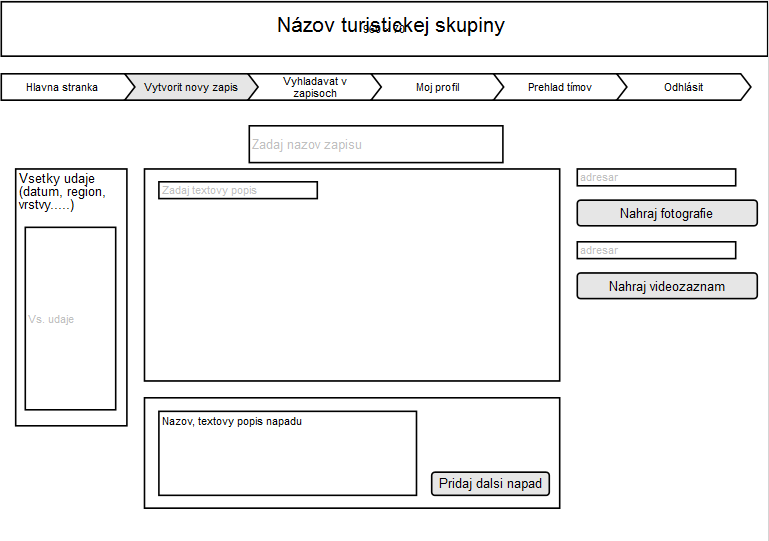 Názov turistickej skupiny
Hlavna stranka
Vytvorit novy zapis
Vyhladavat v
zapisoch
Moj profil
Prehlad tímov
Odhlásit
Zadaj nazov zapisu
Vsetky udaje
(datum, region,
vrstvy.....)
Vs. udaje
Zadaj textovy popis
adresar
Nahraj fotografie
adresar
Nahraj videozaznam
Nazov, textovy popis napadu
Pridaj dalsi napad